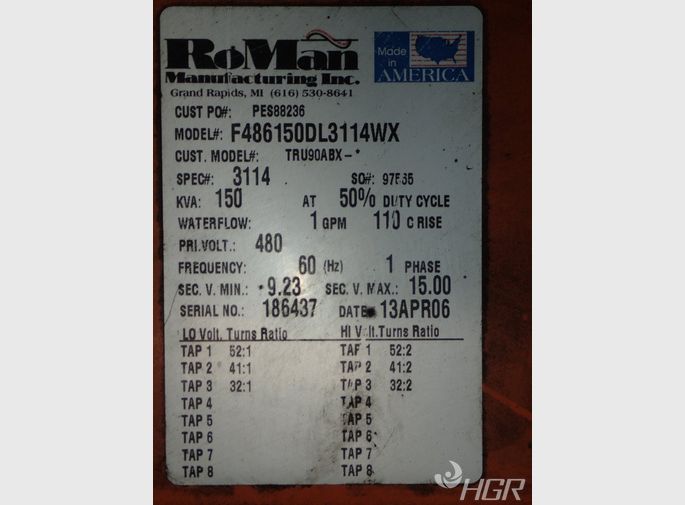 RoMan
Manufacturing Inc.
Grand Rapids, MI (616) 530-8641
Made in AMERICA
CUST PO#: PES88236
MODEL#: F486150DL3114WX
CUST. MODEL#: TRU90ABX-*
SPEC#: 3114 SO#:
KVA: 150 AT 50% DUTY CYCLE
WATERFLOW: 1 GPM 110 C RISE
PRI.VOLT.: 480
FREQUENCY: 60 (Hz) 1 PHASE
SEC. V. MIN.: 9.23 SEC. V. MAX.: 15.00
SERIAL NO.: 186437 DATE 13APR06
LO Volt. Turns Ratio HI Volt. Turns Ratio
TAP 1 52:1 TAP 1 52:2
TAP 2 41:1 TAP 2 41:2
TAP 3 32:1 TAP 3 32:2
TAP 4 TAP 4
TAP 5 TAP 5
TAP 6 TAP 6
TAP 7 TAP 7
TAP 8 TAP 8
HGR